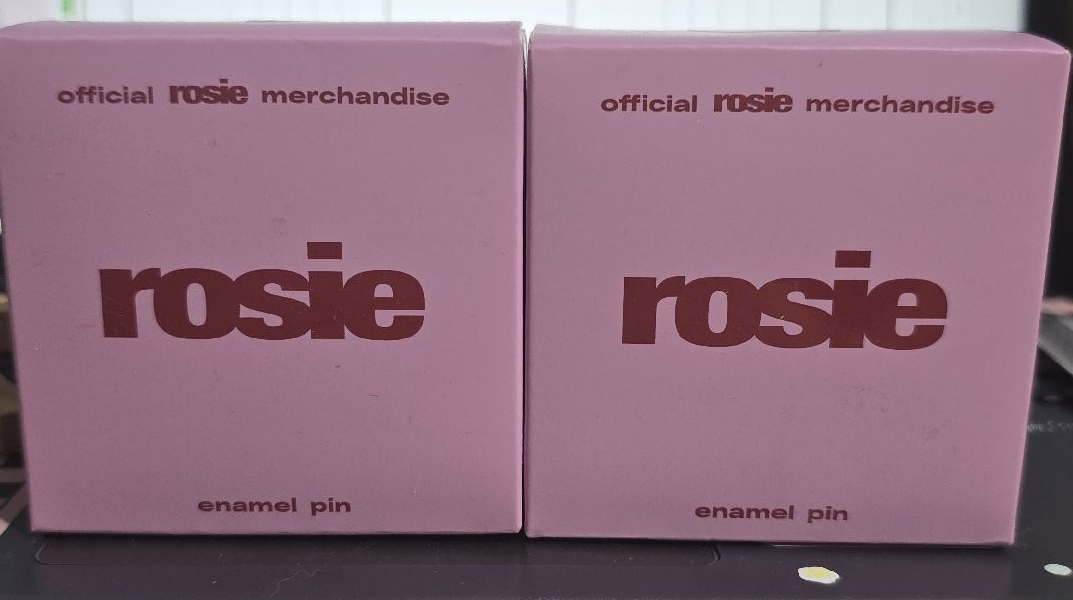 official rosie merchandise
rosie
enamel pin
official rosie merchandise
rosie
enamel pin